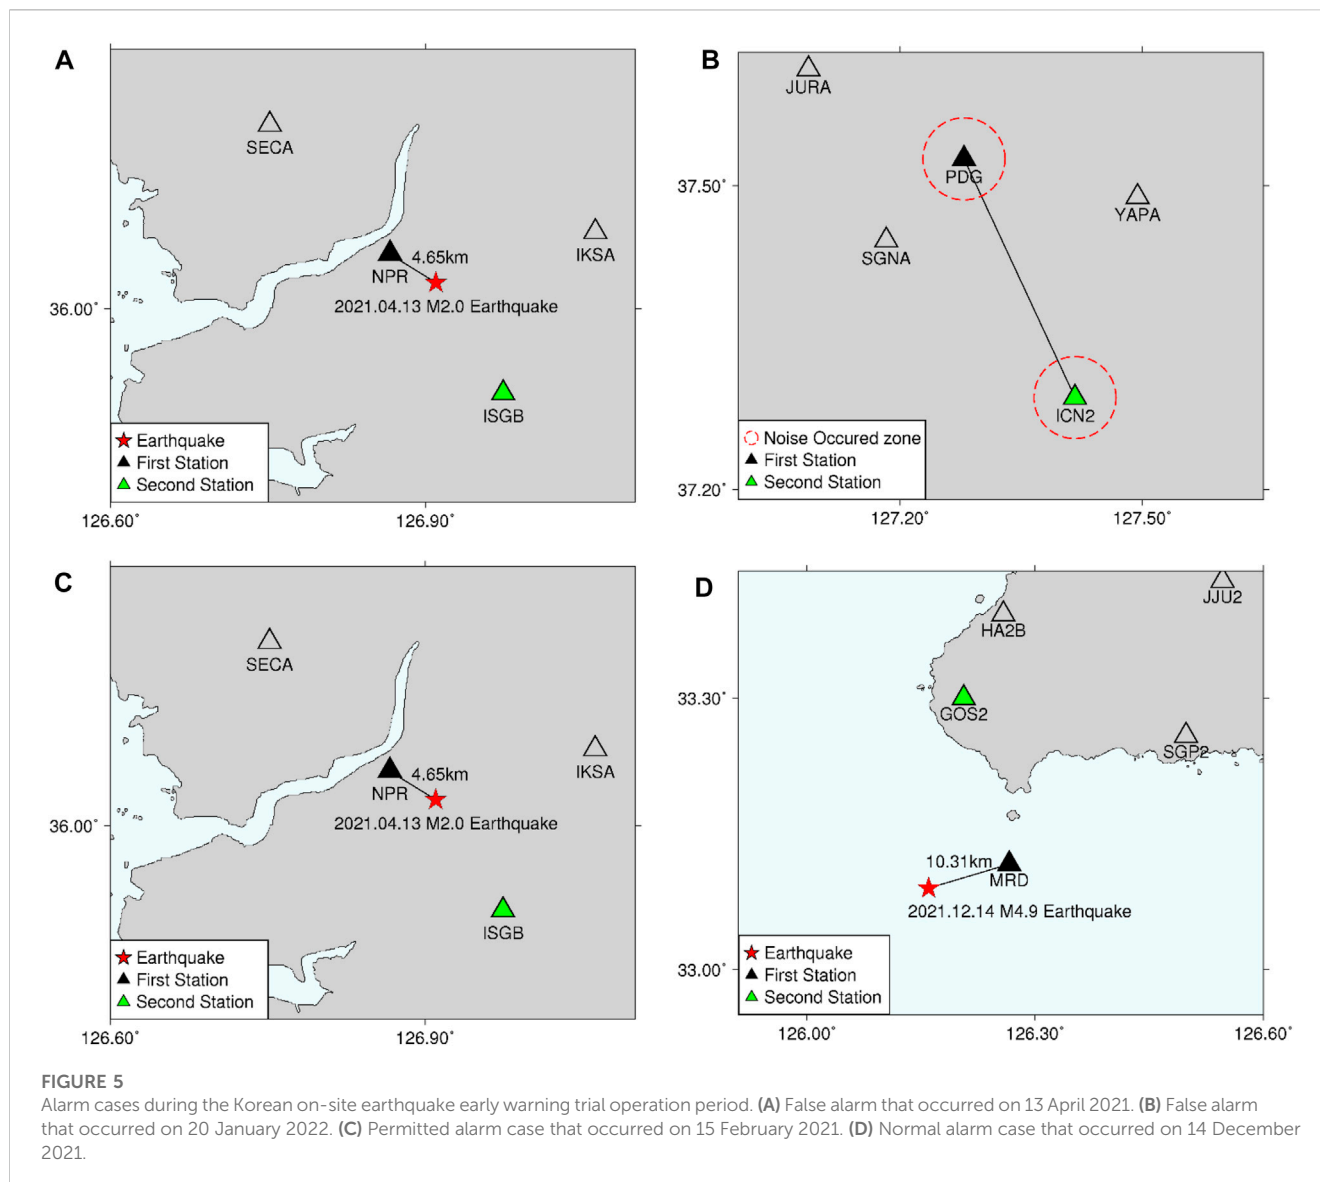 A
SECA
IKSA
4.65km
NPR
2021.04.13 M2.0 Earthquake
36.00°
ISGB
Earthquake
First Station
Second Station
126.60°
126.90°
B
JURA
PDG
37.50°
YAPA
SGNA
ICN2
Noise Occured zone
First Station
Second Station
37.20°
127.20°
127.50°
C
SECA
IKSA
4.65km
NPR
2021.04.13 M2.0 Earthquake
36.00°
ISGB
Earthquake
First Station
Second Station
126.60°
126.90°
D
JJU2
HA2B
33.30°
GOS2
SGP2
10.31km
MRD
2021.12.14 M4.9 Earthquake
Earthquake
First Station
Second Station
33.00°
126.00°
126.30°
126.60°
FIGURE 5
Alarm cases during the Korean on-site earthquake early warning trial operation period. (A) False alarm that occurred on 13 April 2021. (B) False alarm
that occurred on 20 January 2022. (C) Permitted alarm case that occurred on 15 February 2021. (D) Normal alarm case that occurred on 14 December
2021.